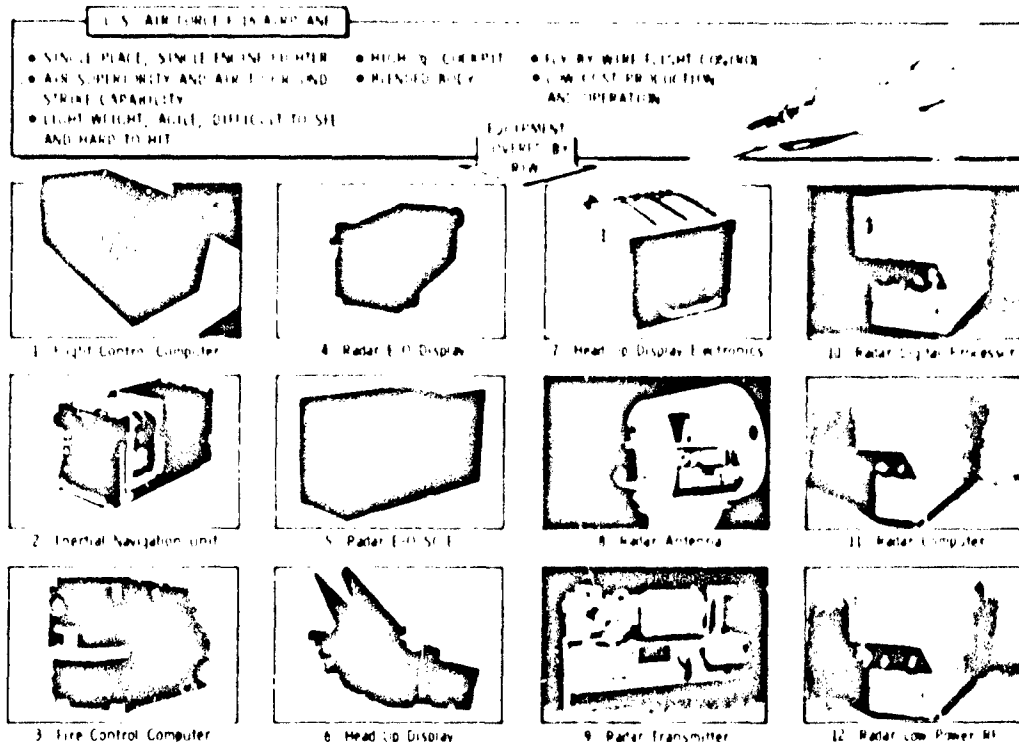 U.S. AIR FORCE F-16 AIRPLANE
• SINGLE PLACE, SINGLE ENGINE FIGHTER
• AIR SUPERIORITY AND AIR TO GROUND
STRIKE CAPABILITY
• LIGHT WEIGHT, AGILE, DIFFICULT TO SEE
AND HARD TO HIT
• HIGH g COCKPIT
• BLENDED BODY
• FLY BY WIRE FLIGHT CONTROL
• LOW COST PRODUCTION
AND OPERATION
EQUIPMENT
COVERED BY
RIW
1 Flight Control Computer
4 Radar E-O Display
7 Head Up Display Electronics
10 Radar Digital Processor
2 Inertial Navigation Unit
5 Radar E-O SCE
8 Radar Antenna
11 Radar Computer
3 Fire Control Computer
6 Head Up Display
9 Radar Transmitter
12 Radar Low Power RF